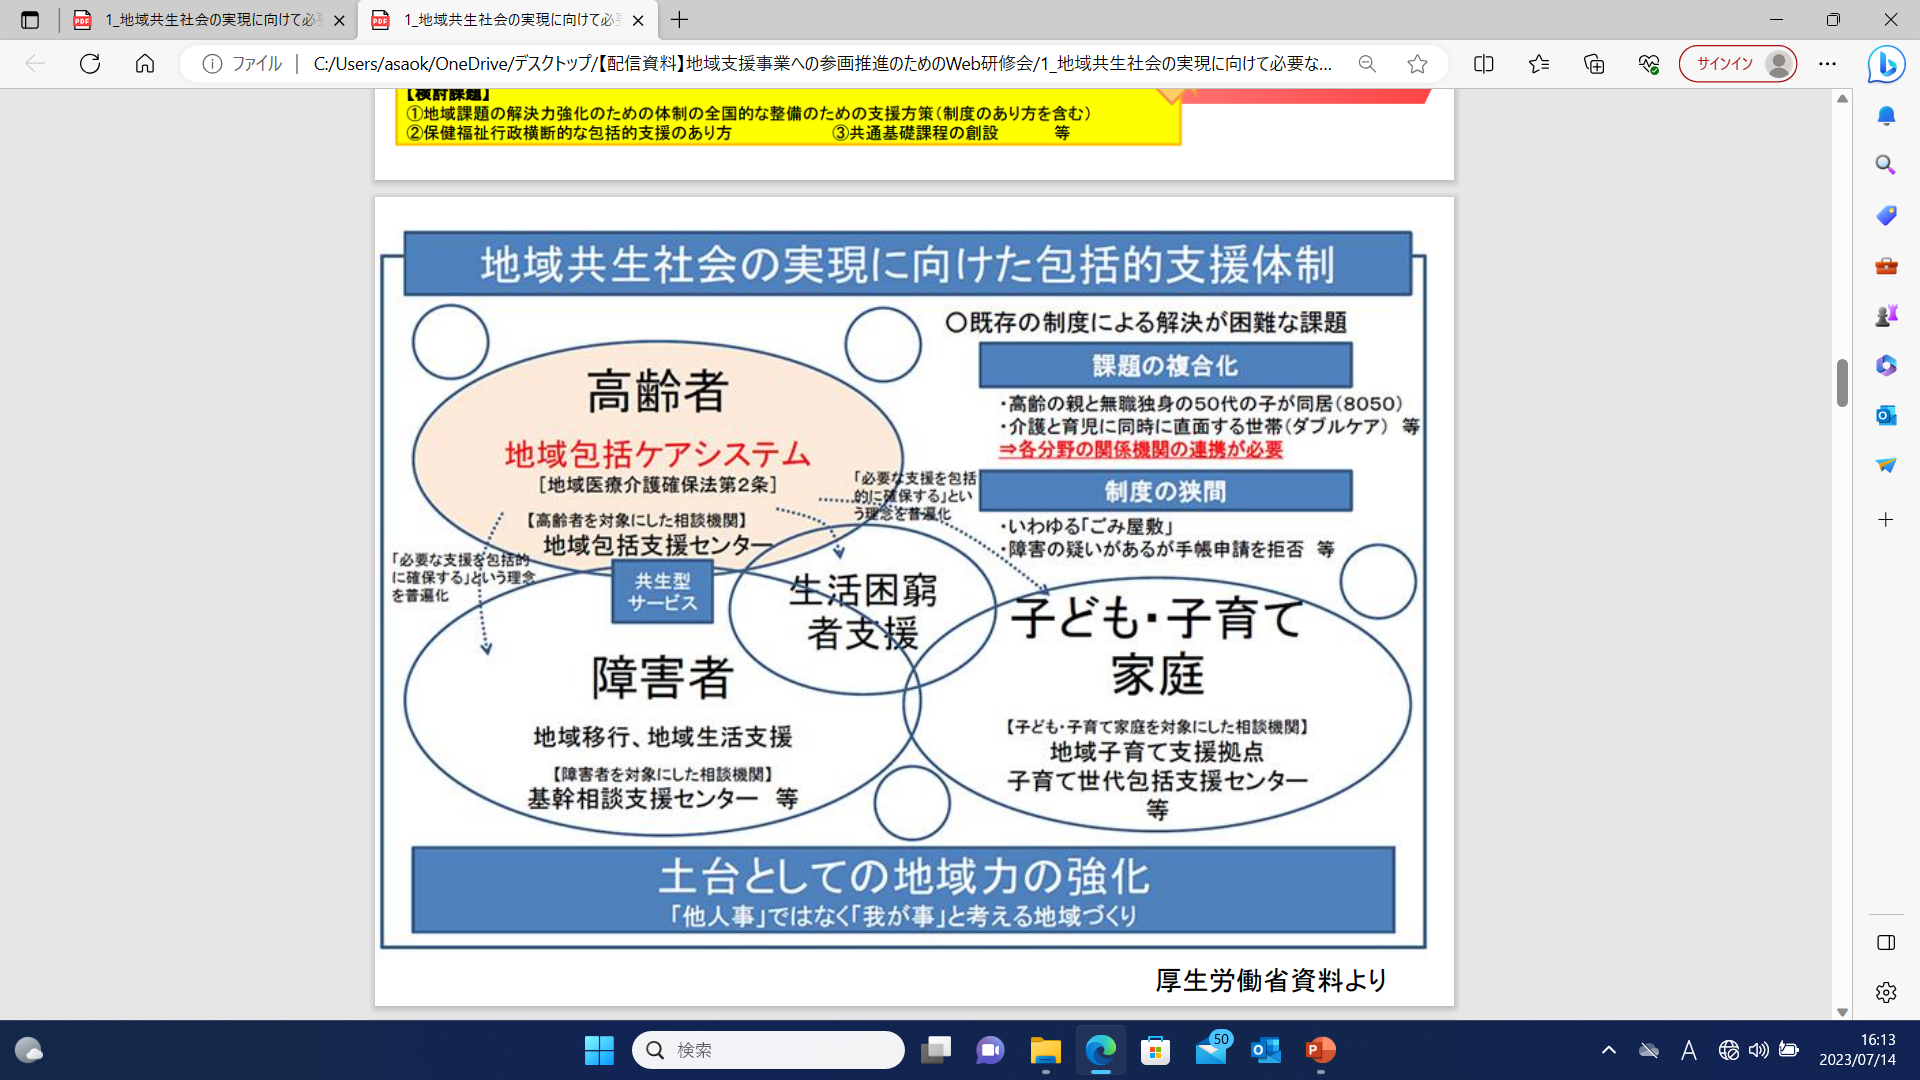 1_地域共生社会の実現に向けて必
1_地域共生社会の実現に向けて必
ファイル
C:/Users/asaok/OneDrive/デスクトップ/【配信資料】地域支援事業への参画推進のためのWeb研修会/1_地域共生社会の実現に向けて必要な...
サインイン
【検討課題】
①地域課題の解決力強化のための体制の全国的な整備のための支援方策（制度のあり方を含む）
②保健福祉行政横断的な包括的支援のあり方 ③共通基礎課程の創設 等
地域共生社会の実現に向けた包括的支援体制
高齢者
地域包括ケアシステム
［地域医療介護確保法第２条］
【高齢者を対象にした相談機関】
地域包括支援センター
「必要な支援を包括的
に確保する」という理念
を普遍化
「必要な支援を包括
的に確保する」とい
う理念を普遍化
〇既存の制度による解決が困難な課題
課題の複合化
・高齢の親と無職独身の50代の子が同居（8050）
・介護と育児に同時に直面する世帯（ダブルケア） 等
⇒各分野の関係機関の連携が必要
制度の狭間
・いわゆる「ごみ屋敷」
・障害の疑いがあるが手帳申請を拒否 等
共生型
サービス
生活困窮
者支援
障害者
地域移行、地域生活支援
【障害者を対象にした相談機関】
基幹相談支援センター 等
子ども・子育て
家庭
【子ども・子育て家庭を対象にした相談機関】
地域子育て支援拠点
子育て世代包括支援センター
等
土台としての地域力の強化
「他人事」ではなく「我が事」と考える地域づくり
厚生労働省資料より
検索
50
A
16:13
2023/07/14